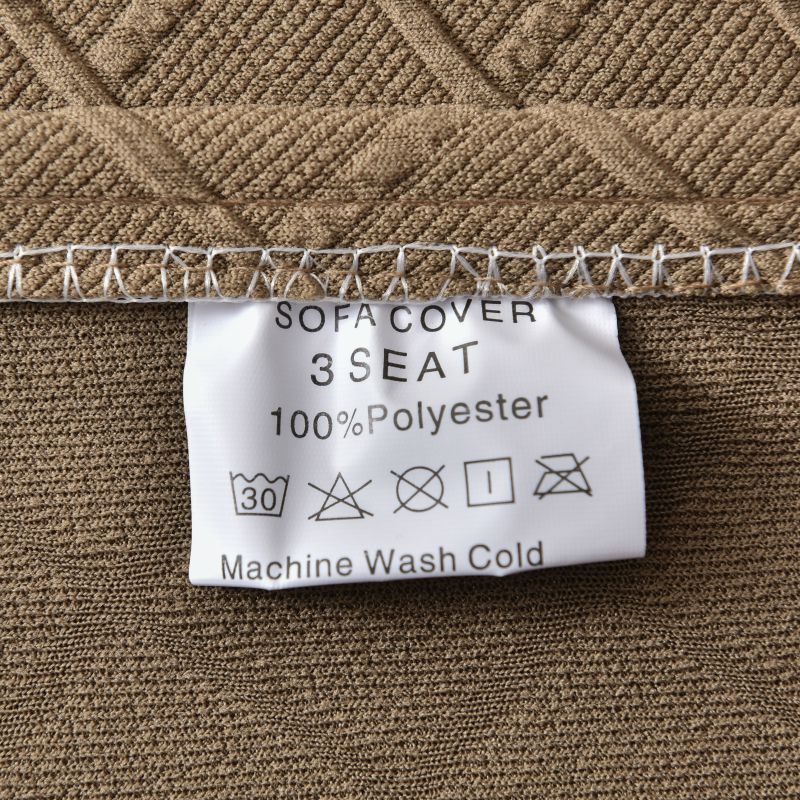 SOFA COVER
3 SEAT
100%Polyester
30
Machine Wash Cold